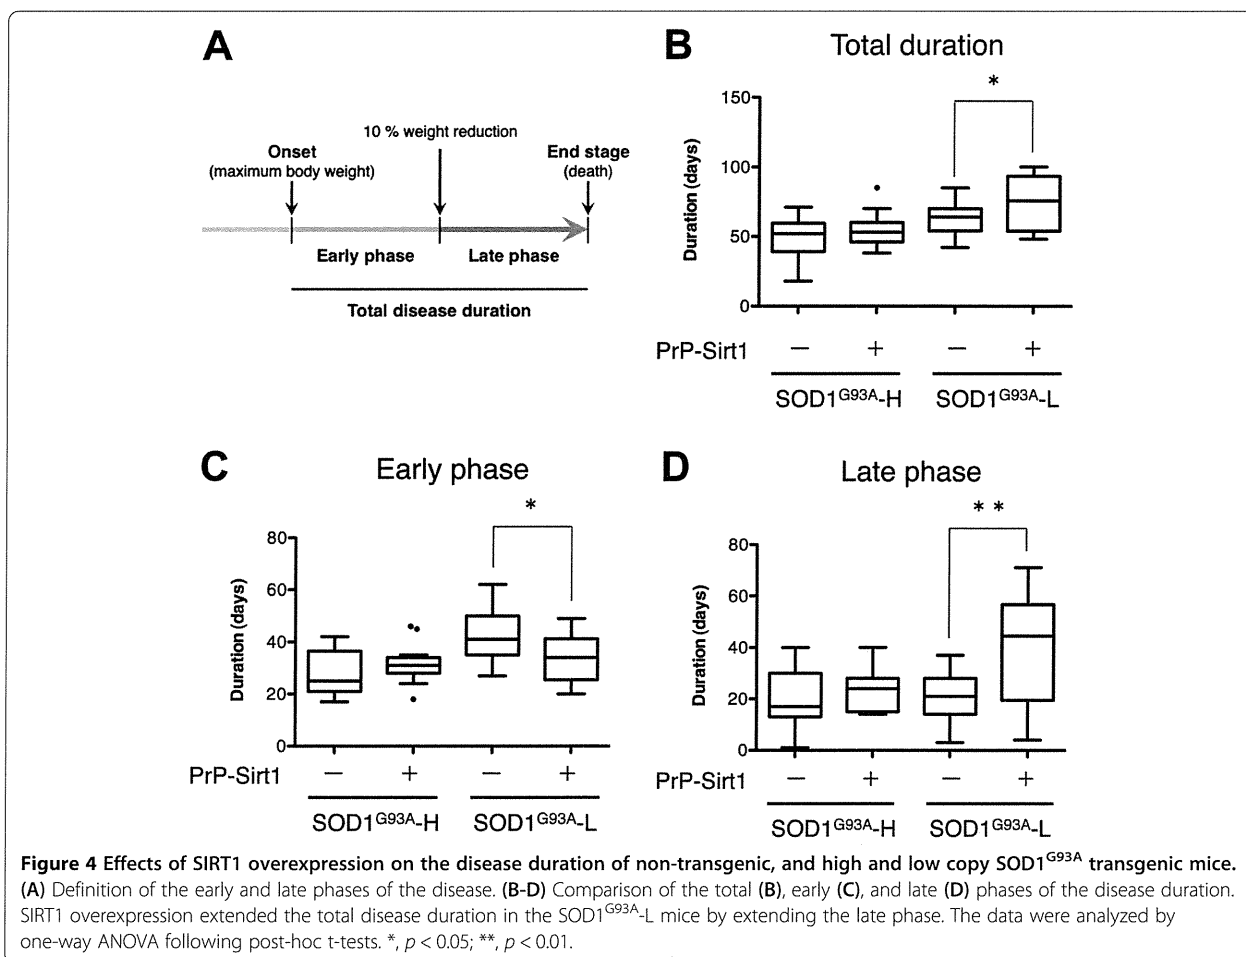 A
10 % weight reduction
Onset
(maximum body weight)
End stage
(death)
Early phase
Late phase
Total disease duration
B
Total duration
*
Duration (days)
150
100
50
0
PrP-Sirt1
− + − +
SOD1G93A-H
SOD1G93A-L
C
Early phase
*
Duration (days)
80
60
40
20
0
PrP-Sirt1
− + − +
SOD1G93A-H
SOD1G93A-L
D
Late phase
**
Duration (days)
80
60
40
20
0
PrP-Sirt1
− + − +
SOD1G93A-H
SOD1G93A-L
Figure 4 Effects of SIRT1 overexpression on the disease duration of non-transgenic, and high and low copy SOD1G93A transgenic mice.
(A) Definition of the early and late phases of the disease. (B-D) Comparison of the total (B), early (C), and late (D) phases of the disease duration.
SIRT1 overexpression extended the total disease duration in the SOD1G93A-L mice by extending the late phase. The data were analyzed by
one-way ANOVA following post-hoc t-tests. *, p < 0.05; **, p < 0.01.